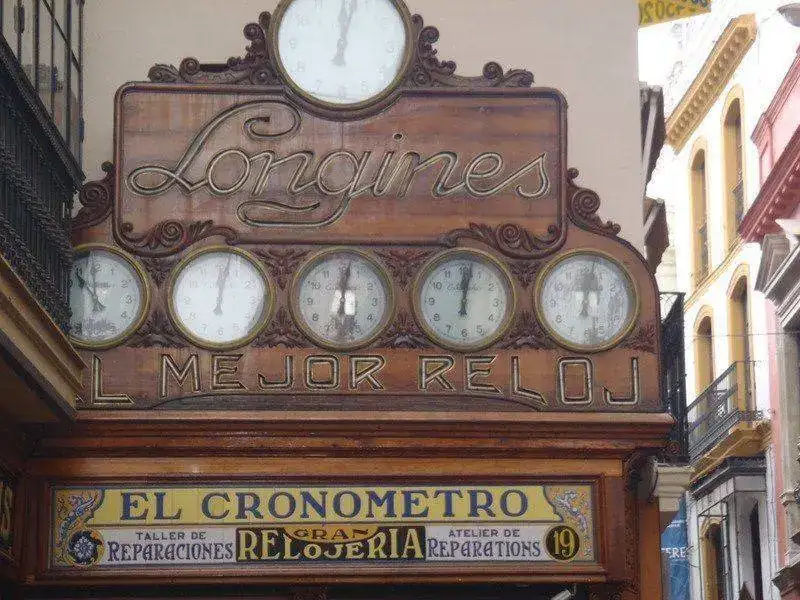 Longines
EL MEJOR RELOJ
EL CRONOMETRO
TALLER DE REPARACIONES
GRAN RELOJERIA
ATELIER DE REPARATIONS
19